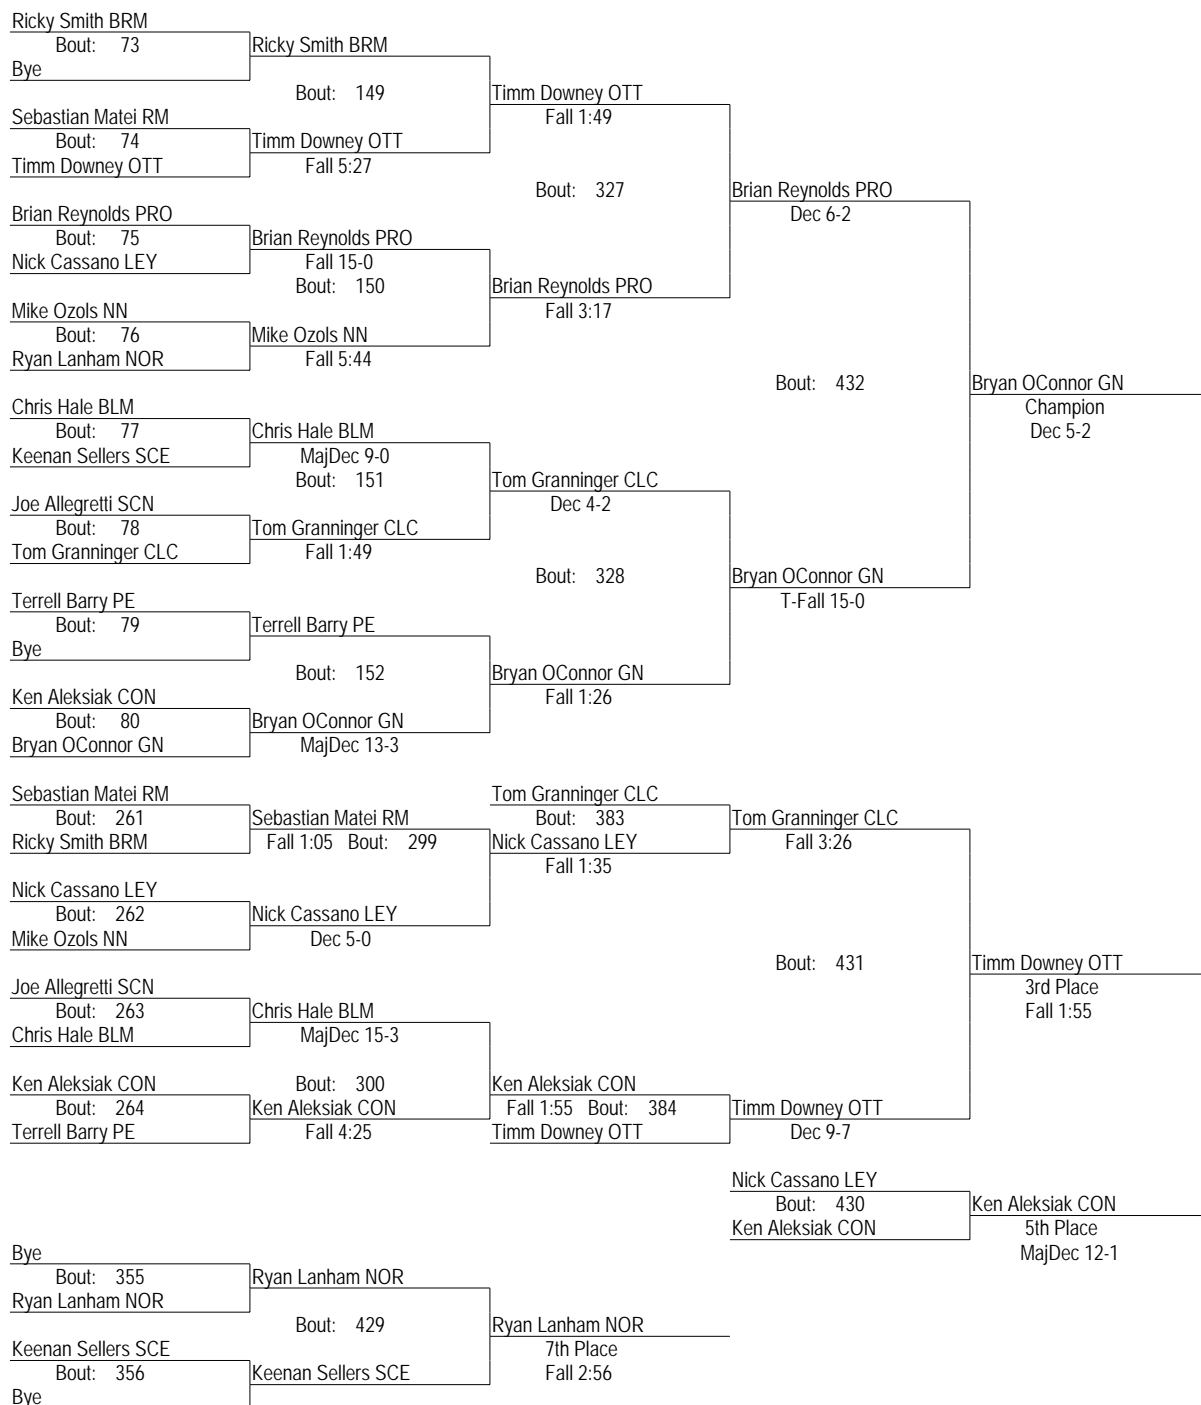 Ricky Smith BRM
Bout: 73 Ricky Smith BRM
Bye
Bout: 149 Timm Downey OTT
Sebastian Matei RM Fall 1:49
Bout: 74 Timm Downey OTT
Timm Downey OTT Fall 5:27
Bout: 327 Brian Reynolds PRO
Brian Reynolds PRO Dec 6-2
Bout: 75 Brian Reynolds PRO
Nick Cassano LEY Fall 15-0
Bout: 150 Brian Reynolds PRO
Mike Ozols NN Fall 3:17
Bout: 76 Mike Ozols NN
Ryan Lanham NOR Fall 5:44
Bout: 432 Bryan OConnor GN
Chris Hale BLM Champion
Bout: 77 Chris Hale BLM Dec 5-2
Keenan Sellers SCE MajDec 9-0
Bout: 151 Tom Granninger CLC
Joe Allegretti SCN Dec 4-2
Bout: 78 Tom Granninger CLC
Tom Granninger CLC Fall 1:49
Bout: 328 Bryan OConnor GN
Terrell Barry PE T-Fall 15-0
Bout: 79 Terrell Barry PE
Bye
Bout: 152 Bryan OConnor GN
Ken Aleksiak CON Fall 1:26
Bout: 80 Bryan OConnor GN
Bryan OConnor GN MajDec 13-3
Sebastian Matei RM Tom Granninger CLC
Bout: 261 Sebastian Matei RM Bout: 383 Tom Granninger CLC
Ricky Smith BRM Fall 1:05 Bout: 299 Nick Cassano LEY Fall 3:26
Fall 1:35
Nick Cassano LEY
Bout: 262 Nick Cassano LEY
Mike Ozols NN Dec 5-0
Bout: 431 Timm Downey OTT
Joe Allegretti SCN 3rd Place
Bout: 263 Chris Hale BLM Fall 1:55
Chris Hale BLM MajDec 15-3
Ken Aleksiak CON Bout: 300 Ken Aleksiak CON
Bout: 264 Ken Aleksiak CON Fall 1:55 Bout: 384 Timm Downey OTT
Terrell Barry PE Fall 4:25 Timm Downey OTT Dec 9-7
Nick Cassano LEY
Bout: 430 Ken Aleksiak CON
Ken Aleksiak CON 5th Place
Bye MajDec 12-1
Bout: 355 Ryan Lanham NOR
Ryan Lanham NOR
Bout: 429 Ryan Lanham NOR
Keenan Sellers SCE 7th Place
Bout: 356 Keenan Sellers SCE Fall 2:56
Bye